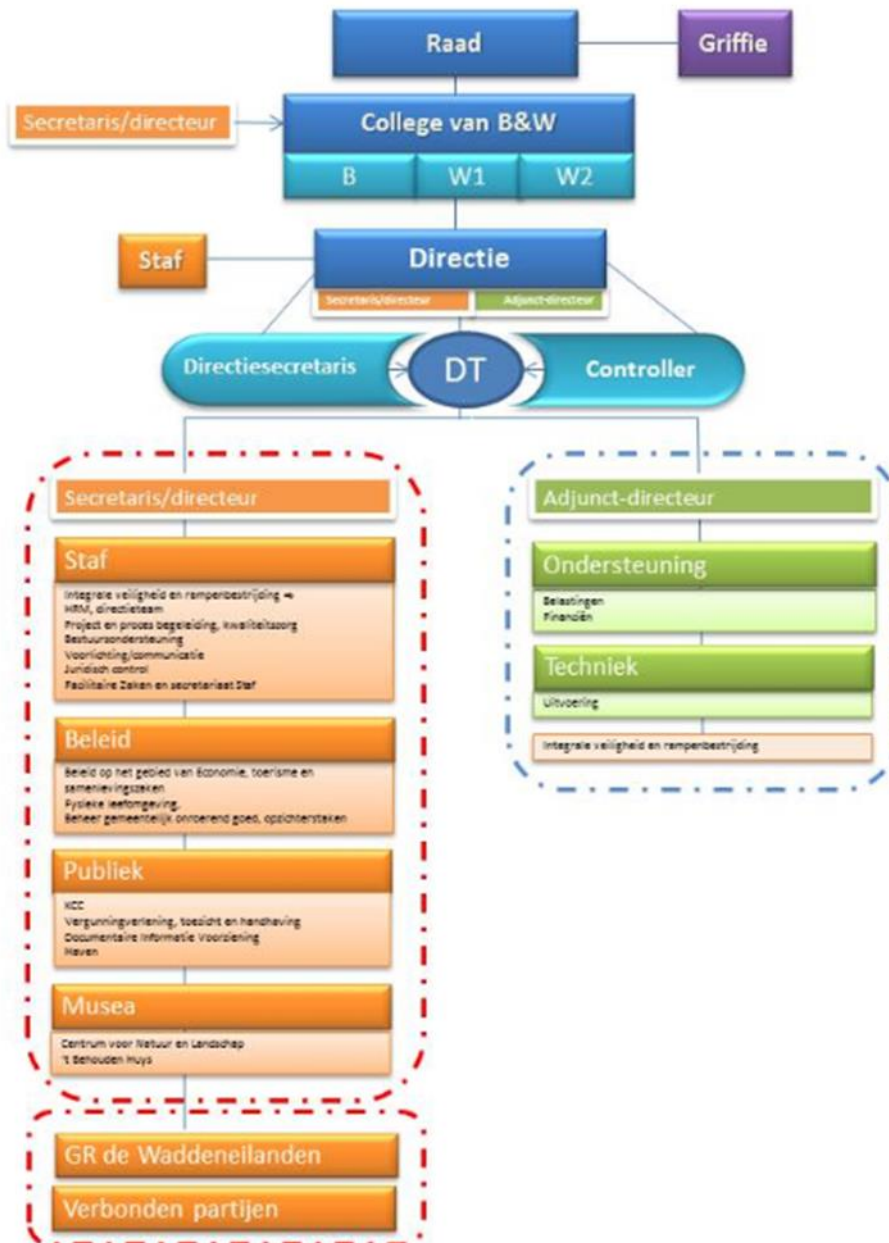 Raad
Griffie
Secretaris/directeur
College van B&W
B
W1
W2
Staf
Directie
Secretaris/directeur
Adjunct-directeur
Directiesecretaris
DT
Controller
Secretaris/directeur
Staf
Integrale veiligheid en rampenbestrijding
HRM, directieteam
Project en proces begeleiding, kwaliteitszorg
Bestuursondersteuning
Voorlichting/communicatie
Juridisch control
Facilitaire Zaken en secretariaat Staf
Beleid
Beleid op het gebied van Economie, toerisme en
samenlevingszaken
Fysieke leefomgeving,
Beheer gemeentelijk onroerend goed, opzichterstaken
Publiek
KCC
Vergunningverlening, toezicht en handhaving
Documentaire Informatie Voorziening
Haven
Musea
Centrum voor Natuur en Landschap
't Behouden Huys
GR de Waddeneilanden
Verbonden partijen
Adjunct-directeur
Ondersteuning
Belastingen
Financiën
Techniek
Uitvoering
Integrale veiligheid en rampenbestrijding